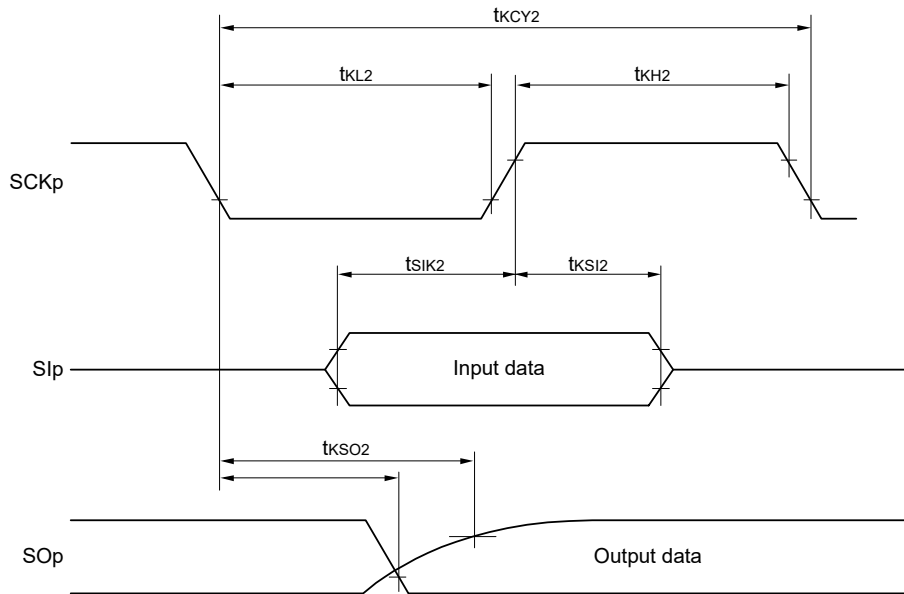 tKCY2
tKL2
tKH2
SCKp
tSIK2
tKSI2
SIp
Input data
tKSO2
SOp
Output data